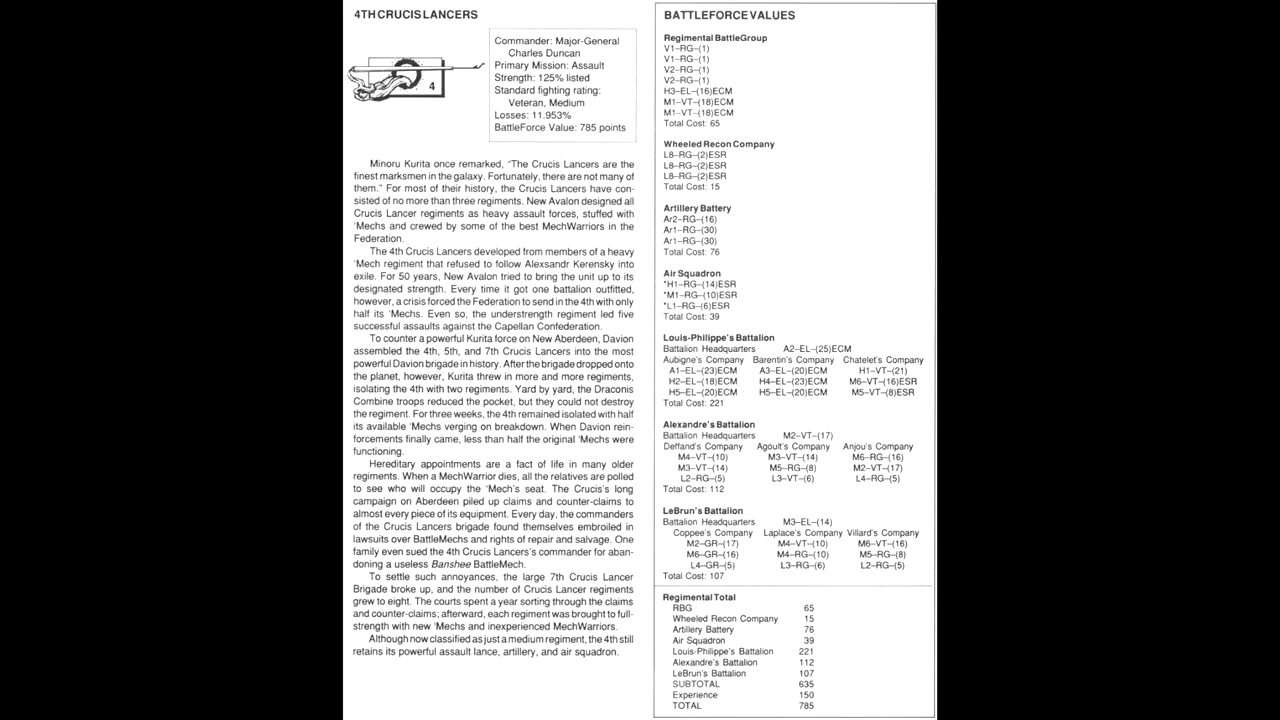 4TH CRUCIS LANCERS
4
Commander: Major-General
Charles Duncan
Primary Mission: Assault
Strength: 125% listed
Standard fighting rating:
Veteran, Medium
Losses: 11.953%
BattleForce Value: 785 points
Minoru Kurita once remarked, "The Crucis Lancers are the
finest marksmen in the galaxy. Fortunately, there are not many of
them." For most of their history, the Crucis Lancers have con-
sisted of no more than three regiments. New Avalon designed all
Crucis Lancer regiments as heavy assault forces, stuffed with
'Mechs and crewed by some of the best MechWarriors in the
Federation.
The 4th Crucis Lancers developed from members of a heavy
'Mech regiment that refused to follow Alexsandr Kerensky into
exile. For 50 years, New Avalon tried to bring the unit up to its
designated strength. Every time it got one battalion outfitted,
however, a crisis forced the Federation to send in the 4th with only
half its 'Mechs. Even so, the understrength regiment led five
successful assaults against the Capellan Confederation.
To counter a powerful Kurita force on New Aberdeen, Davion
assembled the 4th, 5th, and 7th Crucis Lancers into the most
powerful Davion brigade in history. After the brigade dropped onto
the planet, however, Kurita threw in more and more regiments,
isolating the 4th with two regiments. Yard by yard, the Draconis
Combine troops reduced the pocket, but they could not destroy
the regiment. For three weeks, the 4th remained isolated with half
its available 'Mechs verging on breakdown. When Davion rein-
forcements finally came, less than half the original 'Mechs were
functioning.
Hereditary appointments are a fact of life in many older
regiments. When a MechWarrior dies, all the relatives are polled
to see who will occupy the 'Mech's seat. The Crucis's long
campaign on Aberdeen piled up claims and counter-claims to
almost every piece of its equipment. Every day, the commanders
of the Crucis Lancers brigade found themselves embroiled in
lawsuits over BattleMechs and rights of repair and salvage. One
family even sued the 4th Crucis Lancers's commander for aban-
doning a useless Banshee BattleMech.
To settle such annoyances, the large 7th Crucis Lancer
Brigade broke up, and the number of Crucis Lancer regiments
grew to eight. The courts spent a year sorting through the claims
and counter-claims; afterward, each regiment was brought to full-
strength with new 'Mechs and inexperienced MechWarriors.
Although now classified as just a medium regiment, the 4th still
retains its powerful assault lance, artillery, and air squadron.
BATTLEFORCE VALUES
Regimental BattleGroup
V1–RG–(1)
V1–RG–(1)
V2–RG–(1)
V2–RG–(1)
H3–EL–(16)ECM
M1–VT–(18)ECM
M1–VT–(18)ECM
Total Cost: 65
Wheeled Recon Company
L8–RG–(2)ESR
L8–RG–(2)ESR
L8–RG–(2)ESR
Total Cost: 15
Artillery Battery
Ar2–RG–(16)
Ar1–RG–(30)
Ar1–RG–(30)
Total Cost: 76
Air Squadron
*H1–RG–(14)ESR
*M1–RG–(10)ESR
*L1–RG–(6)ESR
Total Cost: 39
Louis-Philippe's Battalion
Battalion Headquarters A2–EL–(25)ECM
Aubigne's Company Barentin's Company Chatelet's Company
A1–EL–(23)ECM A3–EL–(20)ECM H1–VT–(21)
H2–EL–(18)ECM H4–EL–(23)ECM M6–VT–(16)ESR
H5–EL–(20)ECM H5–EL–(20)ECM M5–VT–(8)ESR
Total Cost: 221
Alexandre's Battalion
Battalion Headquarters M2–VT–(17)
Deffand's Company Agoult's Company Anjou's Company
M4–VT–(10) M3–VT–(14) M6–RG–(16)
M3–VT–(14) M5–RG–(8) M2–VT–(17)
L2–RG–(5) L3–VT–(6) L4–RG–(5)
Total Cost: 112
LeBrun's Battalion
Battalion Headquarters M3–EL–(14)
Coppee's Company Laplace's Company Villard's Company
M2–GR–(17) M4–VT–(10) M6–VT–(16)
M6–GR–(16) M4–RG–(10) M5–RG–(8)
L4–GR–(5) L3–RG–(6) L2–RG–(5)
Total Cost: 107
Regimental Total
RBG 65
Wheeled Recon Company 15
Artillery Battery 76
Air Squadron 39
Louis-Philippe's Battalion 221
Alexandre's Battalion 112
LeBrun's Battalion 107
SUBTOTAL 635
Experience 150
TOTAL 785